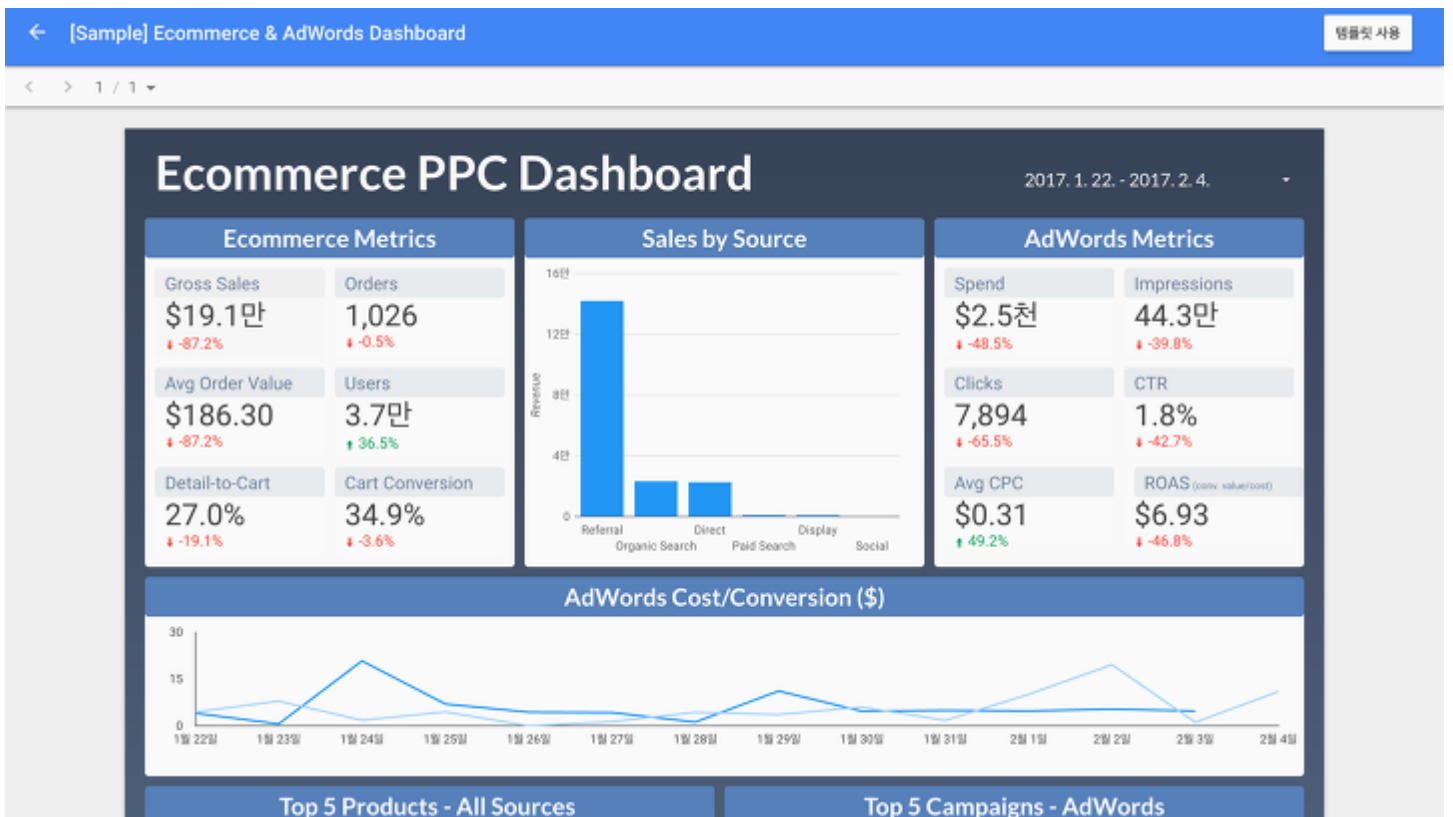 [Sample] Ecommerce & AdWords Dashboard
템플릿 사용
1 / 1
Ecommerce PPC Dashboard
2017. 1. 22. - 2017. 2. 4.
Ecommerce Metrics
Gross Sales
$19.1만
-87.2%
Orders
1,026
-0.5%
Avg Order Value
$186.30
-87.2%
Users
3.7만
36.5%
Detail-to-Cart
27.0%
-19.1%
Cart Conversion
34.9%
-3.6%
Sales by Source
Revenue
16만
12만
8만
4만
0
Referral
Organic Search
Direct
Paid Search
Display
Social
AdWords Metrics
Spend
$2.5천
-48.5%
Impressions
44.3만
-39.8%
Clicks
7,894
-65.5%
CTR
1.8%
-42.7%
Avg CPC
$0.31
49.2%
ROAS (conv. value/cost)
$6.93
-46.8%
AdWords Cost/Conversion ($)
30
15
0
1월 22일
1월 23일
1월 24일
1월 25일
1월 26일
1월 27일
1월 28일
1월 29일
1월 30일
1월 31일
2월 1일
2월 2일
2월 3일
2월 4일
Top 5 Products - All Sources
Top 5 Campaigns - AdWords